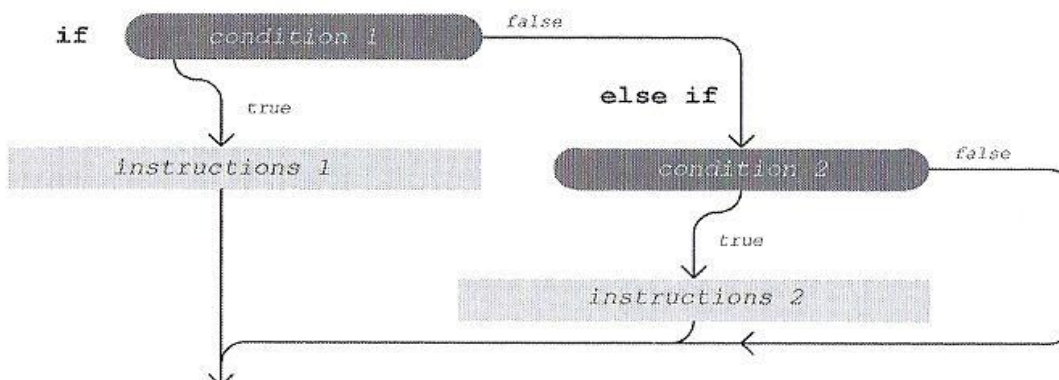 if condition 1 false
true
else if
instructions 1
condition 2 false
true
instructions 2